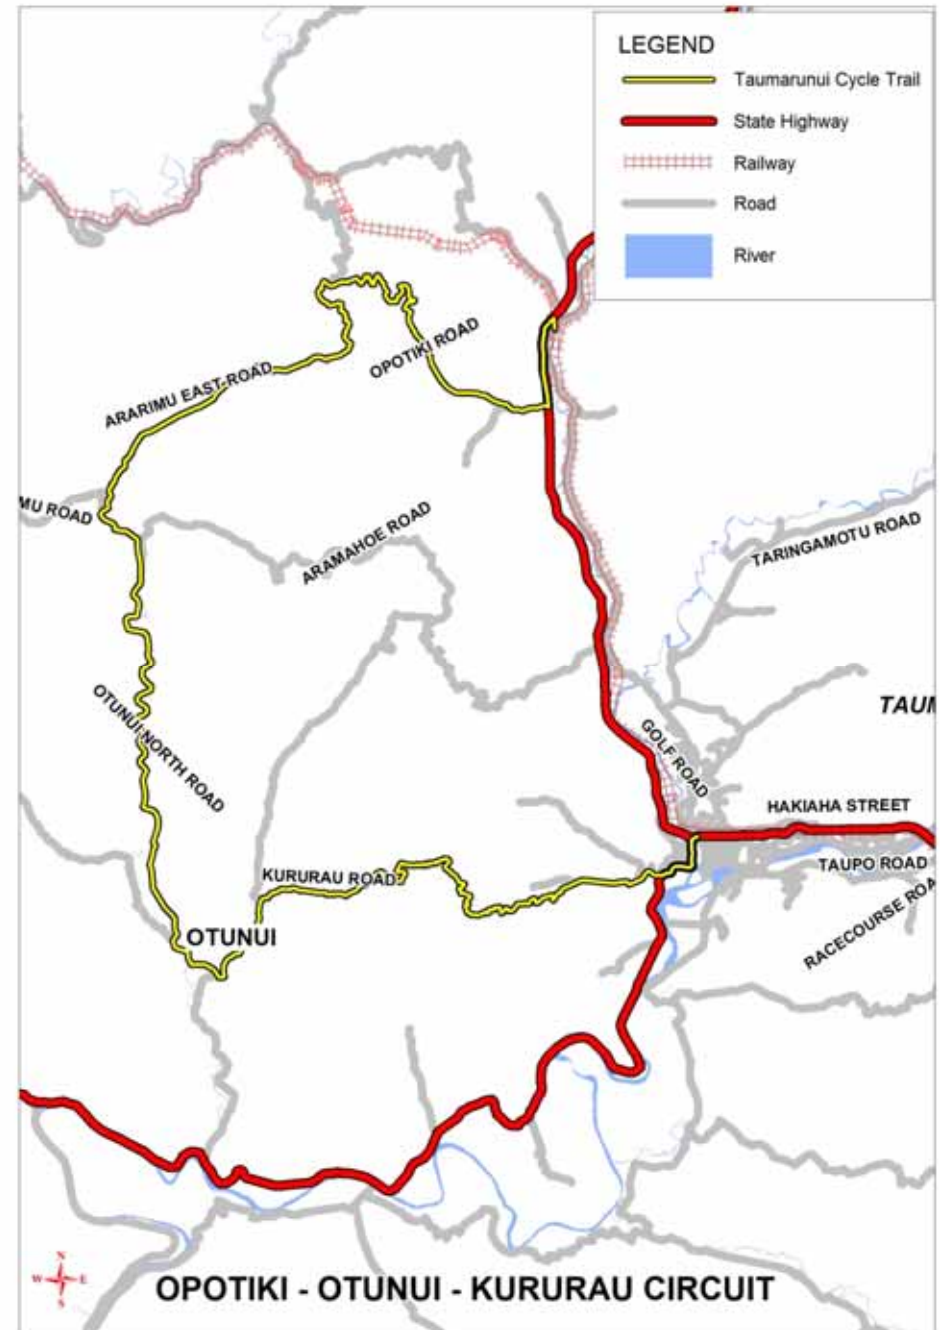 LEGEND
Taumarunui Cycle Trail
State Highway
Railway
Road
River
OPOTIKI ROAD
ARARIMU EAST ROAD
MU ROAD
ARAMAHOE ROAD
TARINGAMOTU ROAD
OTUNUI NORTH ROAD
TAUM
GOLF ROAD
HAKIAHA STREET
TAUPO ROAD
KURURAU ROAD
RACECOURSE ROA
OTUNUI
N
W E
S
OPOTIKI - OTUNUI - KURURAU CIRCUIT